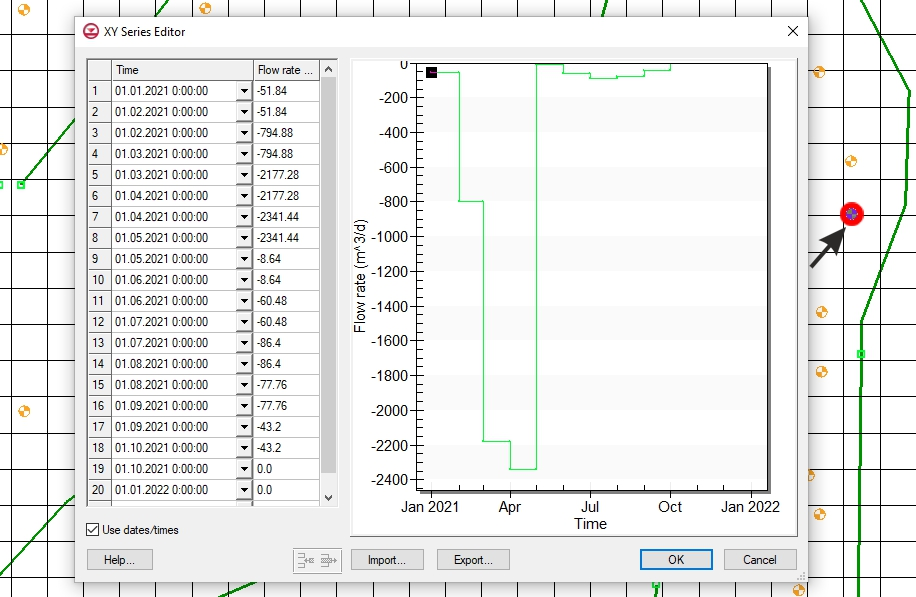 XY Series Editor
Time Flow rate ...
1 01.01.2021 0:00:00 -51.84
2 01.02.2021 0:00:00 -51.84
3 01.02.2021 0:00:00 -794.88
4 01.03.2021 0:00:00 -794.88
5 01.03.2021 0:00:00 -2177.28
6 01.04.2021 0:00:00 -2177.28
7 01.04.2021 0:00:00 -2341.44
8 01.05.2021 0:00:00 -2341.44
9 01.05.2021 0:00:00 -8.64
10 01.06.2021 0:00:00 -8.64
11 01.06.2021 0:00:00 -60.48
12 01.07.2021 0:00:00 -60.48
13 01.07.2021 0:00:00 -86.4
14 01.08.2021 0:00:00 -86.4
15 01.08.2021 0:00:00 -77.76
16 01.09.2021 0:00:00 -77.76
17 01.09.2021 0:00:00 -43.2
18 01.10.2021 0:00:00 -43.2
19 01.10.2021 0:00:00 0.0
20 01.01.2022 0:00:00 0.0
Use dates/times
0
-200
-400
-600
-800
-1000
-1200
-1400
-1600
-1800
-2000
-2200
-2400
Flow rate (m^3/d)
Jan 2021 Apr Jul Oct Jan 2022
Time
Help... Import... Export... OK Cancel